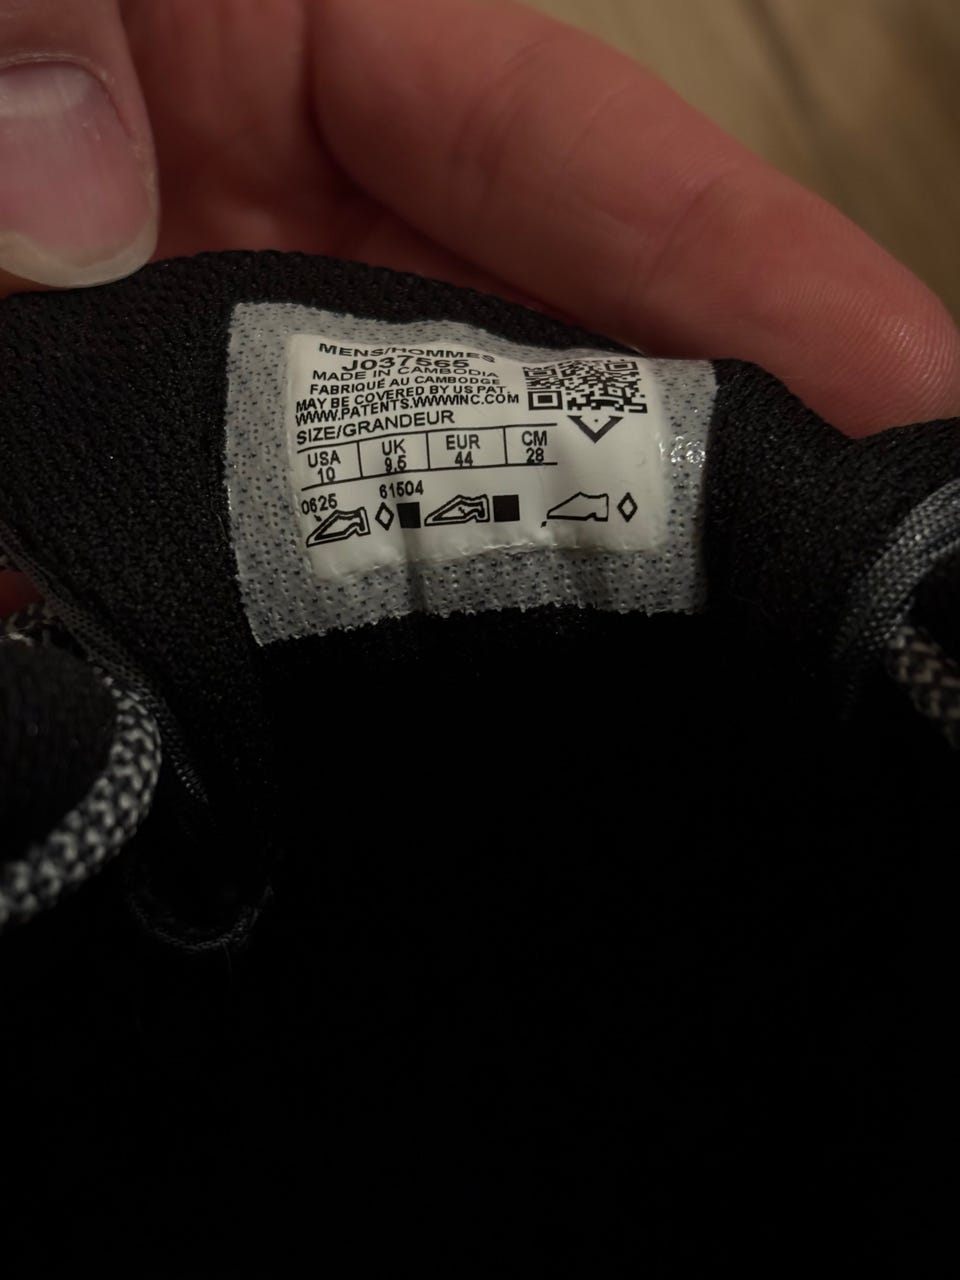 MENS/HOMMES
J037565
MADE IN CAMBODIA
FABRIQUÉ AU CAMBODGE
MAY BE COVERED BY US PAT.
WWW.PATENTS.WWWINC.COM
SIZE/GRANDEUR
USA UK EUR CM
10 9.5 44 28
0625 61504